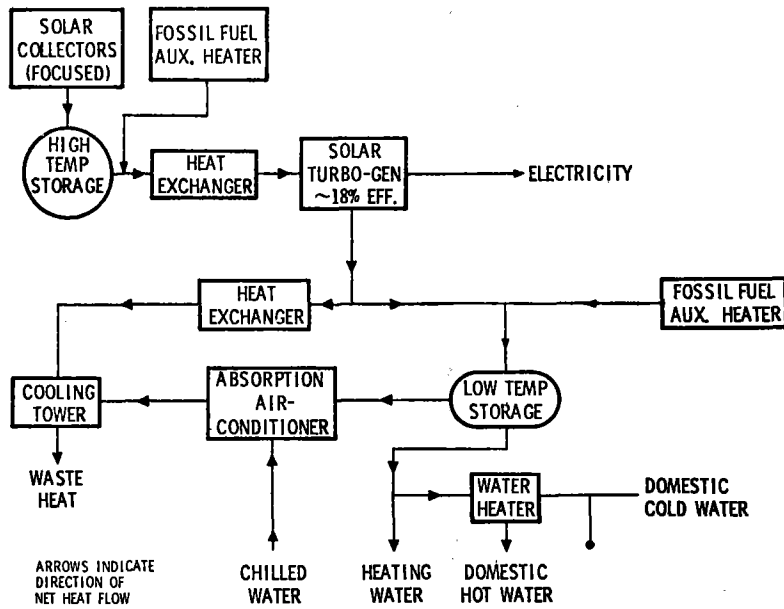 SOLAR
COLLECTORS
(FOCUSED)
FOSSIL FUEL
AUX. HEATER
HIGH
TEMP
STORAGE
HEAT
EXCHANGER
SOLAR
TURBO-GEN
~18% EFF.
ELECTRICITY
HEAT
EXCHANGER
FOSSIL FUEL
AUX. HEATER
COOLING
TOWER
ABSORPTION
AIR-
CONDITIONER
LOW TEMP
STORAGE
WASTE
HEAT
WATER
HEATER
DOMESTIC
COLD WATER
ARROWS INDICATE
DIRECTION OF
NET HEAT FLOW
CHILLED
WATER
HEATING
WATER
DOMESTIC
HOT WATER